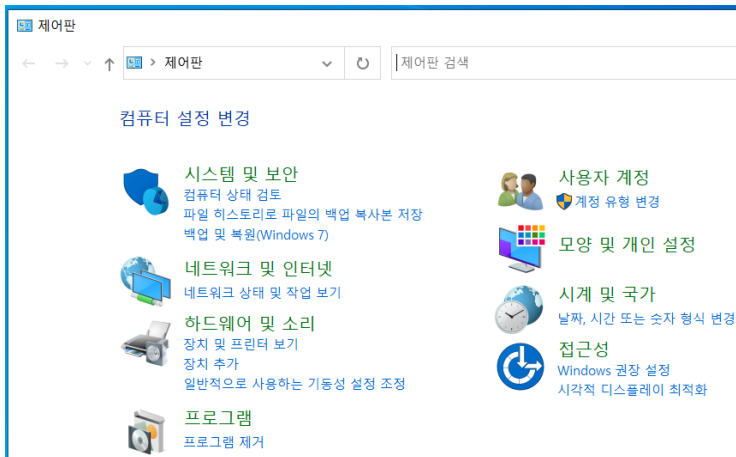 제어판
제어판
제어판 검색
컴퓨터 설정 변경
시스템 및 보안
컴퓨터 상태 검토
파일 히스토리로 파일의 백업 복사본 저장
백업 및 복원(Windows 7)
네트워크 및 인터넷
네트워크 상태 및 작업 보기
하드웨어 및 소리
장치 및 프린터 보기
장치 추가
일반적으로 사용하는 기동성 설정 조정
프로그램
프로그램 제거
사용자 계정
계정 유형 변경
모양 및 개인 설정
시계 및 국가
날짜, 시간 또는 숫자 형식 변경
접근성
Windows 권장 설정
시각적 디스플레이 최적화